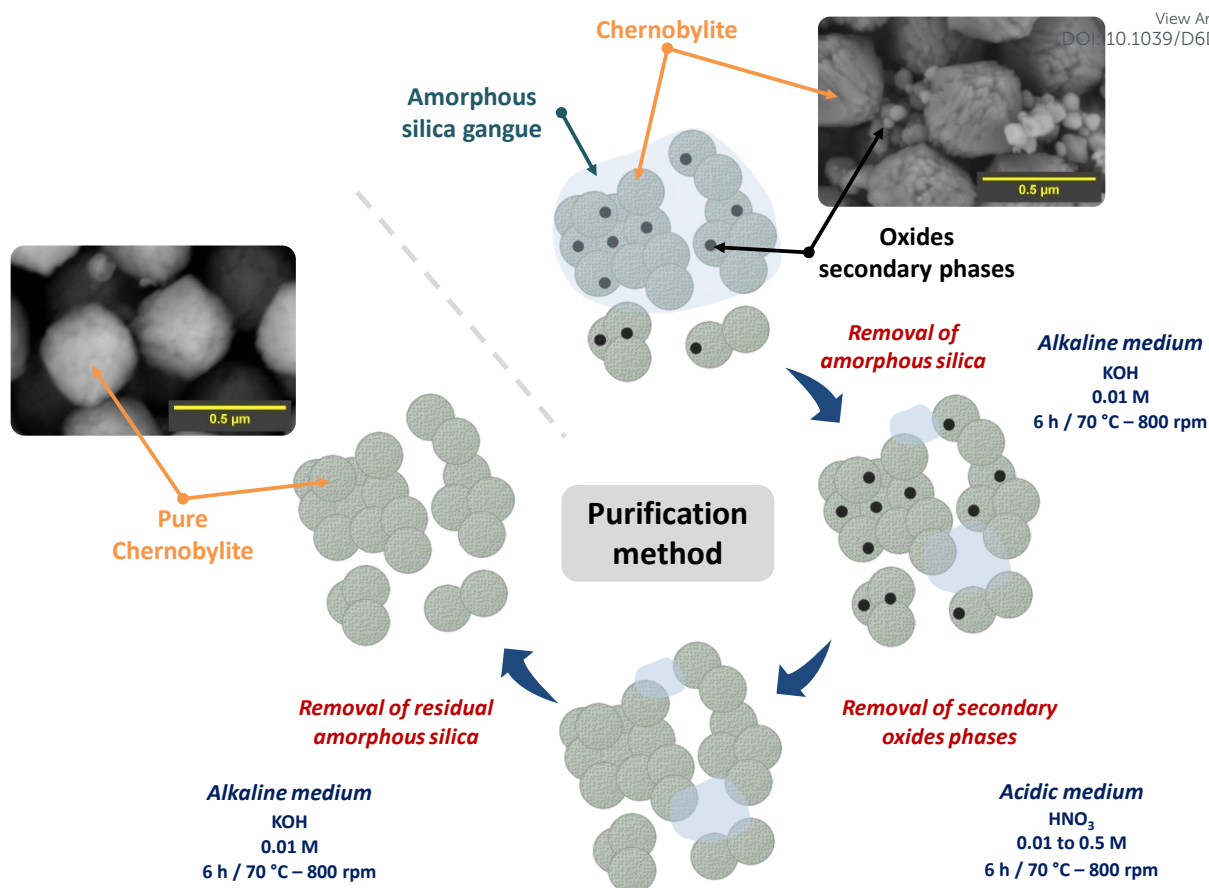 View Ar
DOI: 10.1039/D6D
Chernobylite
Amorphous
silica gangue
0.5 µm
Oxides
secondary phases
0.5 µm
Removal of
amorphous silica
Alkaline medium
KOH
0.01 M
6 h / 70 °C – 800 rpm
Pure
Chernobylite
Purification
method
Removal of residual
amorphous silica
Removal of secondary
oxides phases
Alkaline medium
KOH
0.01 M
6 h / 70 °C – 800 rpm
Acidic medium
HNO₃
0.01 to 0.5 M
6 h / 70 °C – 800 rpm